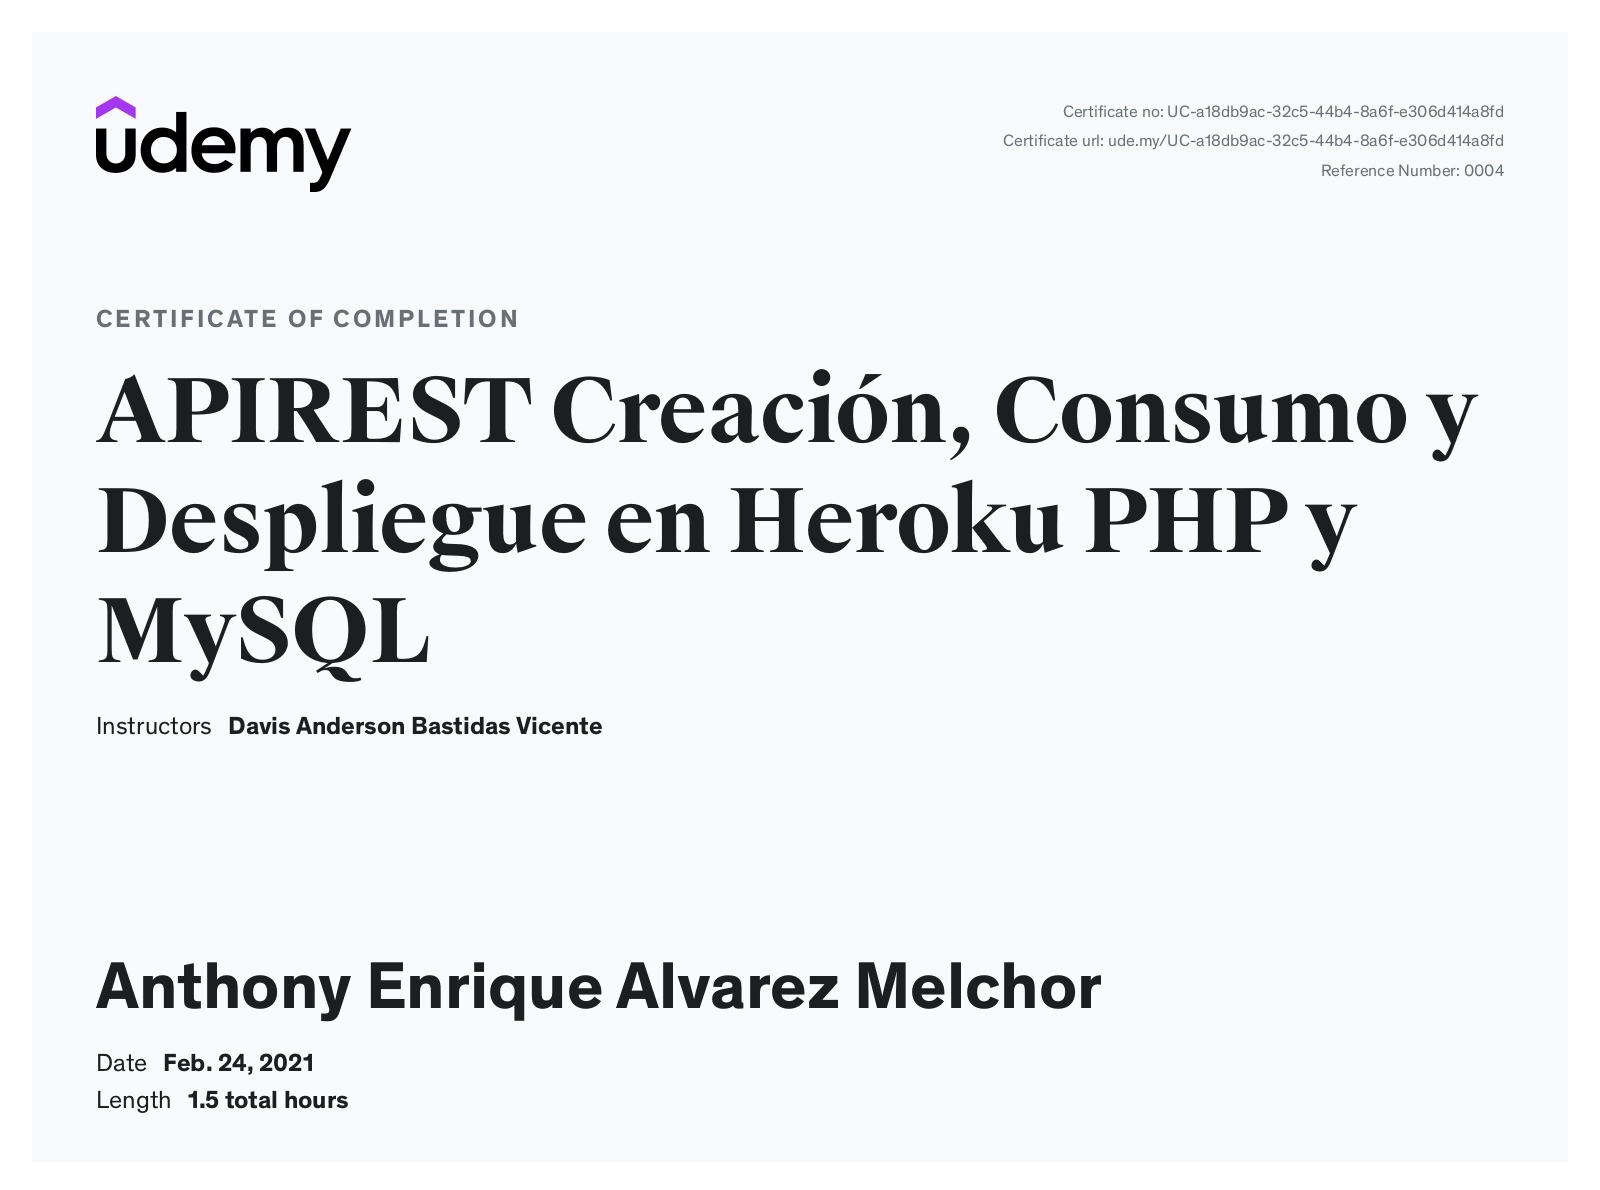 udemy
Certificate no: UC-a18db9ac-32c5-44b4-8a6f-e306d414a8fd
Certificate url: ude.my/UC-a18db9ac-32c5-44b4-8a6f-e306d414a8fd
Reference Number: 0004
CERTIFICATE OF COMPLETION
APIREST Creación, Consumo y
Despliegue en Heroku PHP y
MySQL
Instructors Davis Anderson Bastidas Vicente
Anthony Enrique Alvarez Melchor
Date Feb. 24, 2021
Length 1.5 total hours